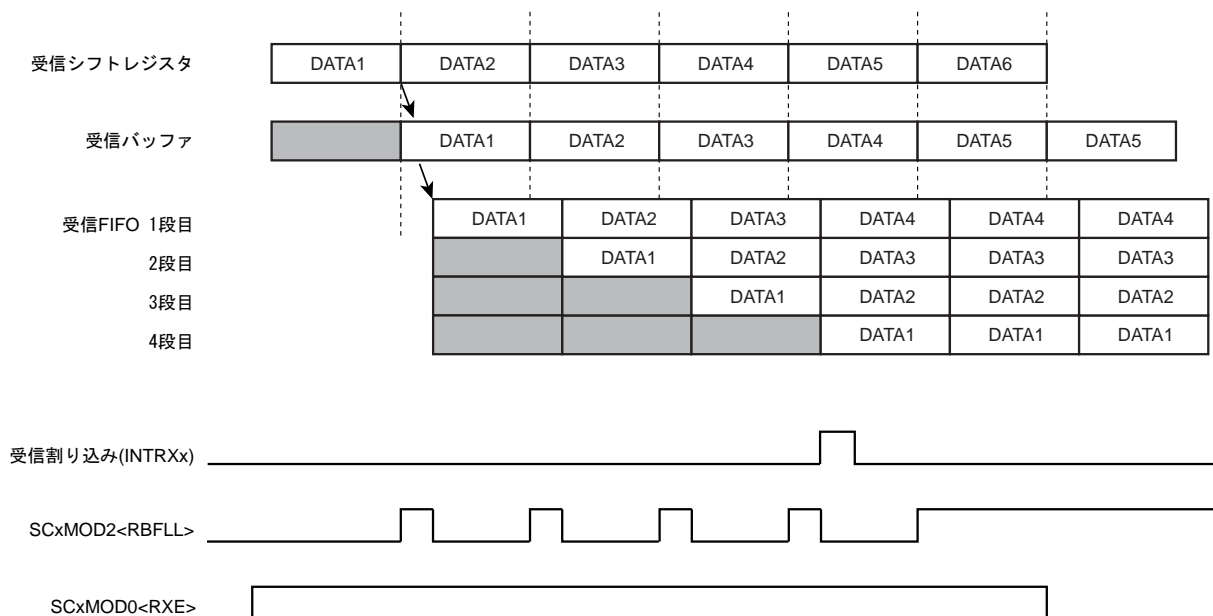 受信シフトレジスタ DATA1 DATA2 DATA3 DATA4 DATA5 DATA6
受信バッファ DATA1 DATA2 DATA3 DATA4 DATA5 DATA5
受信FIFO 1段目 DATA1 DATA2 DATA3 DATA4 DATA4 DATA4
2段目 DATA1 DATA2 DATA3 DATA3 DATA3
3段目 DATA1 DATA2 DATA2 DATA2
4段目 DATA1 DATA1 DATA1
受信割り込み(INTRXx)
SCxMOD2<RBFLL>
SCxMOD0<RXE>